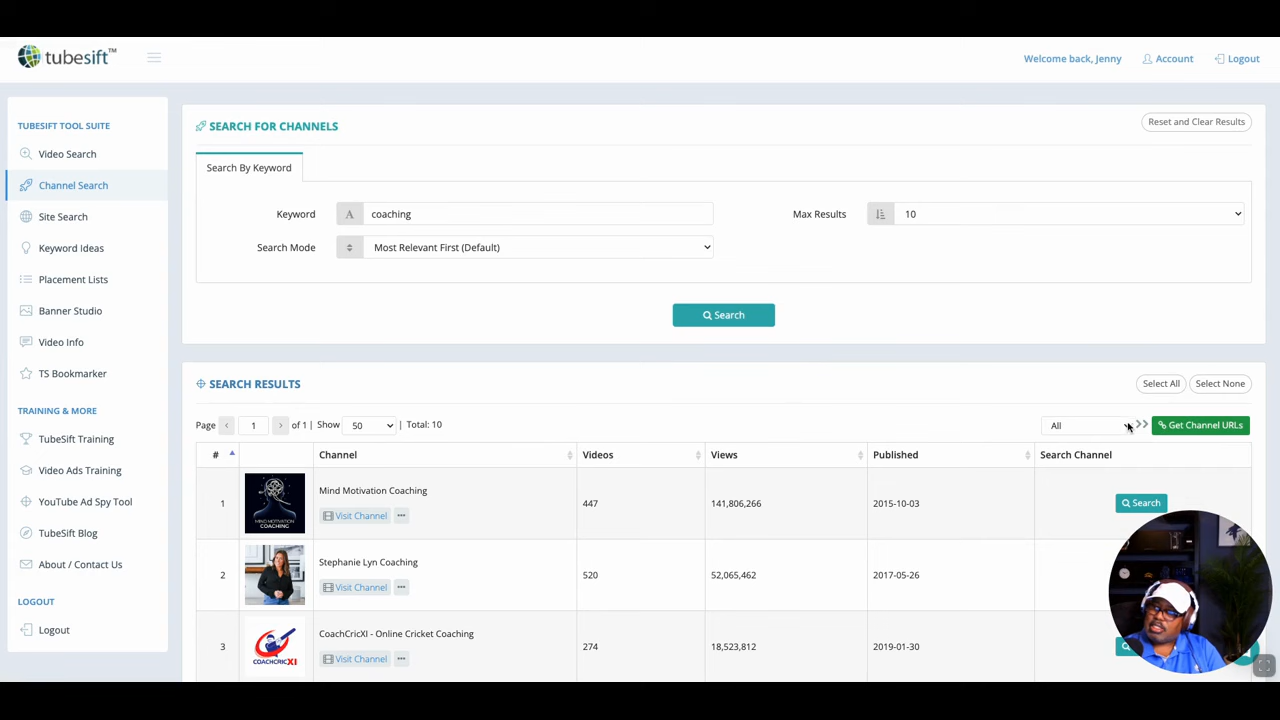 tubesift™
Welcome back, Jenny
Account
Logout
TUBESIFT TOOL SUITE
Video Search
Channel Search
Site Search
Keyword Ideas
Placement Lists
Banner Studio
Video Info
TS Bookmarker
TRAINING & MORE
TubeSift Training
Video Ads Training
YouTube Ad Spy Tool
TubeSift Blog
About / Contact Us
LOGOUT
Logout
SEARCH FOR CHANNELS
Reset and Clear Results
Search By Keyword
Keyword A coaching
Max Results 10
Search Mode Most Relevant First (Default)
Search
SEARCH RESULTS
Select All Select None
Page < 1 > of 1 | Show 50 | Total: 10
All >> Get Channel URLs
# Channel Videos Views Published Search Channel
1 Mind Motivation Coaching 447 141,806,266 2015-10-03 Search
MIND MOTIVATION
COACHING
Visit Channel ...
2 Stephanie Lyn Coaching 520 52,065,462 2017-05-26
Visit Channel ...
3 CoachCricXI - Online Cricket Coaching 274 18,523,812 2019-01-30
COACHCRICXI
Visit Channel ...